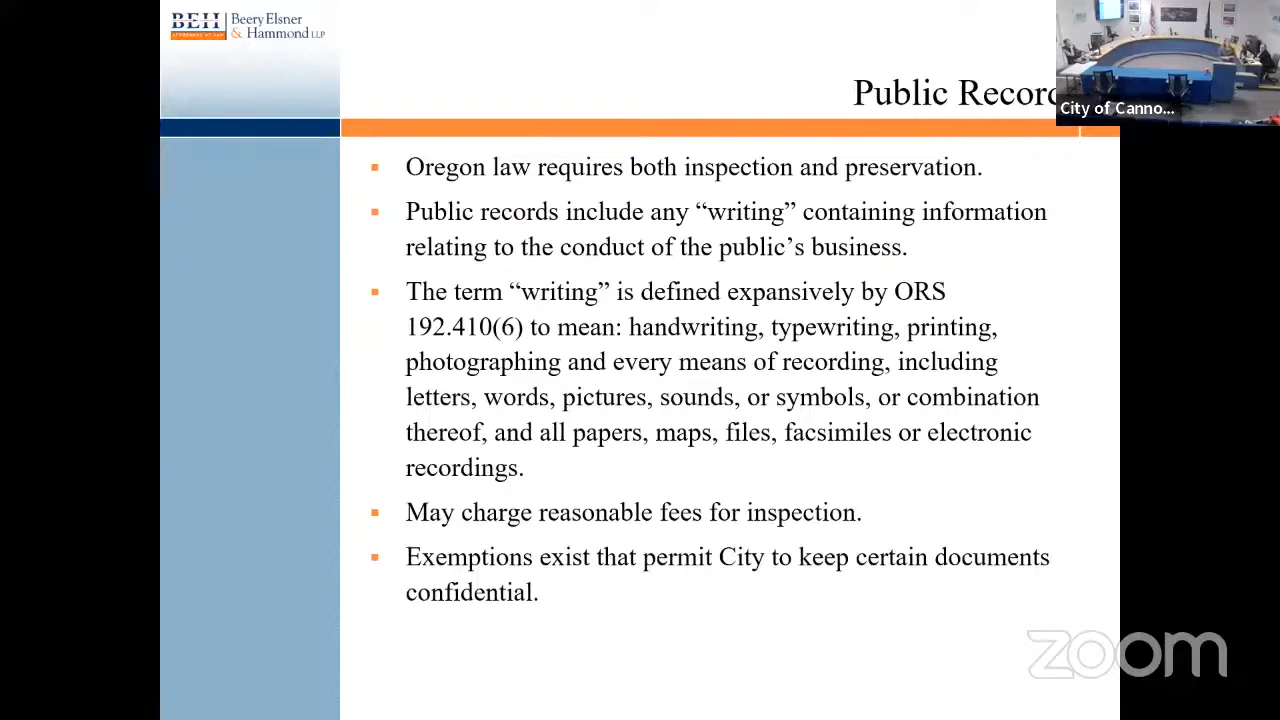 BEH
ATTORNEYS AT LAW
Beery Elsner
& Hammond LLP
Public Recor
City of Canno...
▪ Oregon law requires both inspection and preservation.
▪ Public records include any “writing” containing information
relating to the conduct of the public’s business.
▪ The term “writing” is defined expansively by ORS
192.410(6) to mean: handwriting, typewriting, printing,
photographing and every means of recording, including
letters, words, pictures, sounds, or symbols, or combination
thereof, and all papers, maps, files, facsimiles or electronic
recordings.
▪ May charge reasonable fees for inspection.
▪ Exemptions exist that permit City to keep certain documents
confidential.
zoom